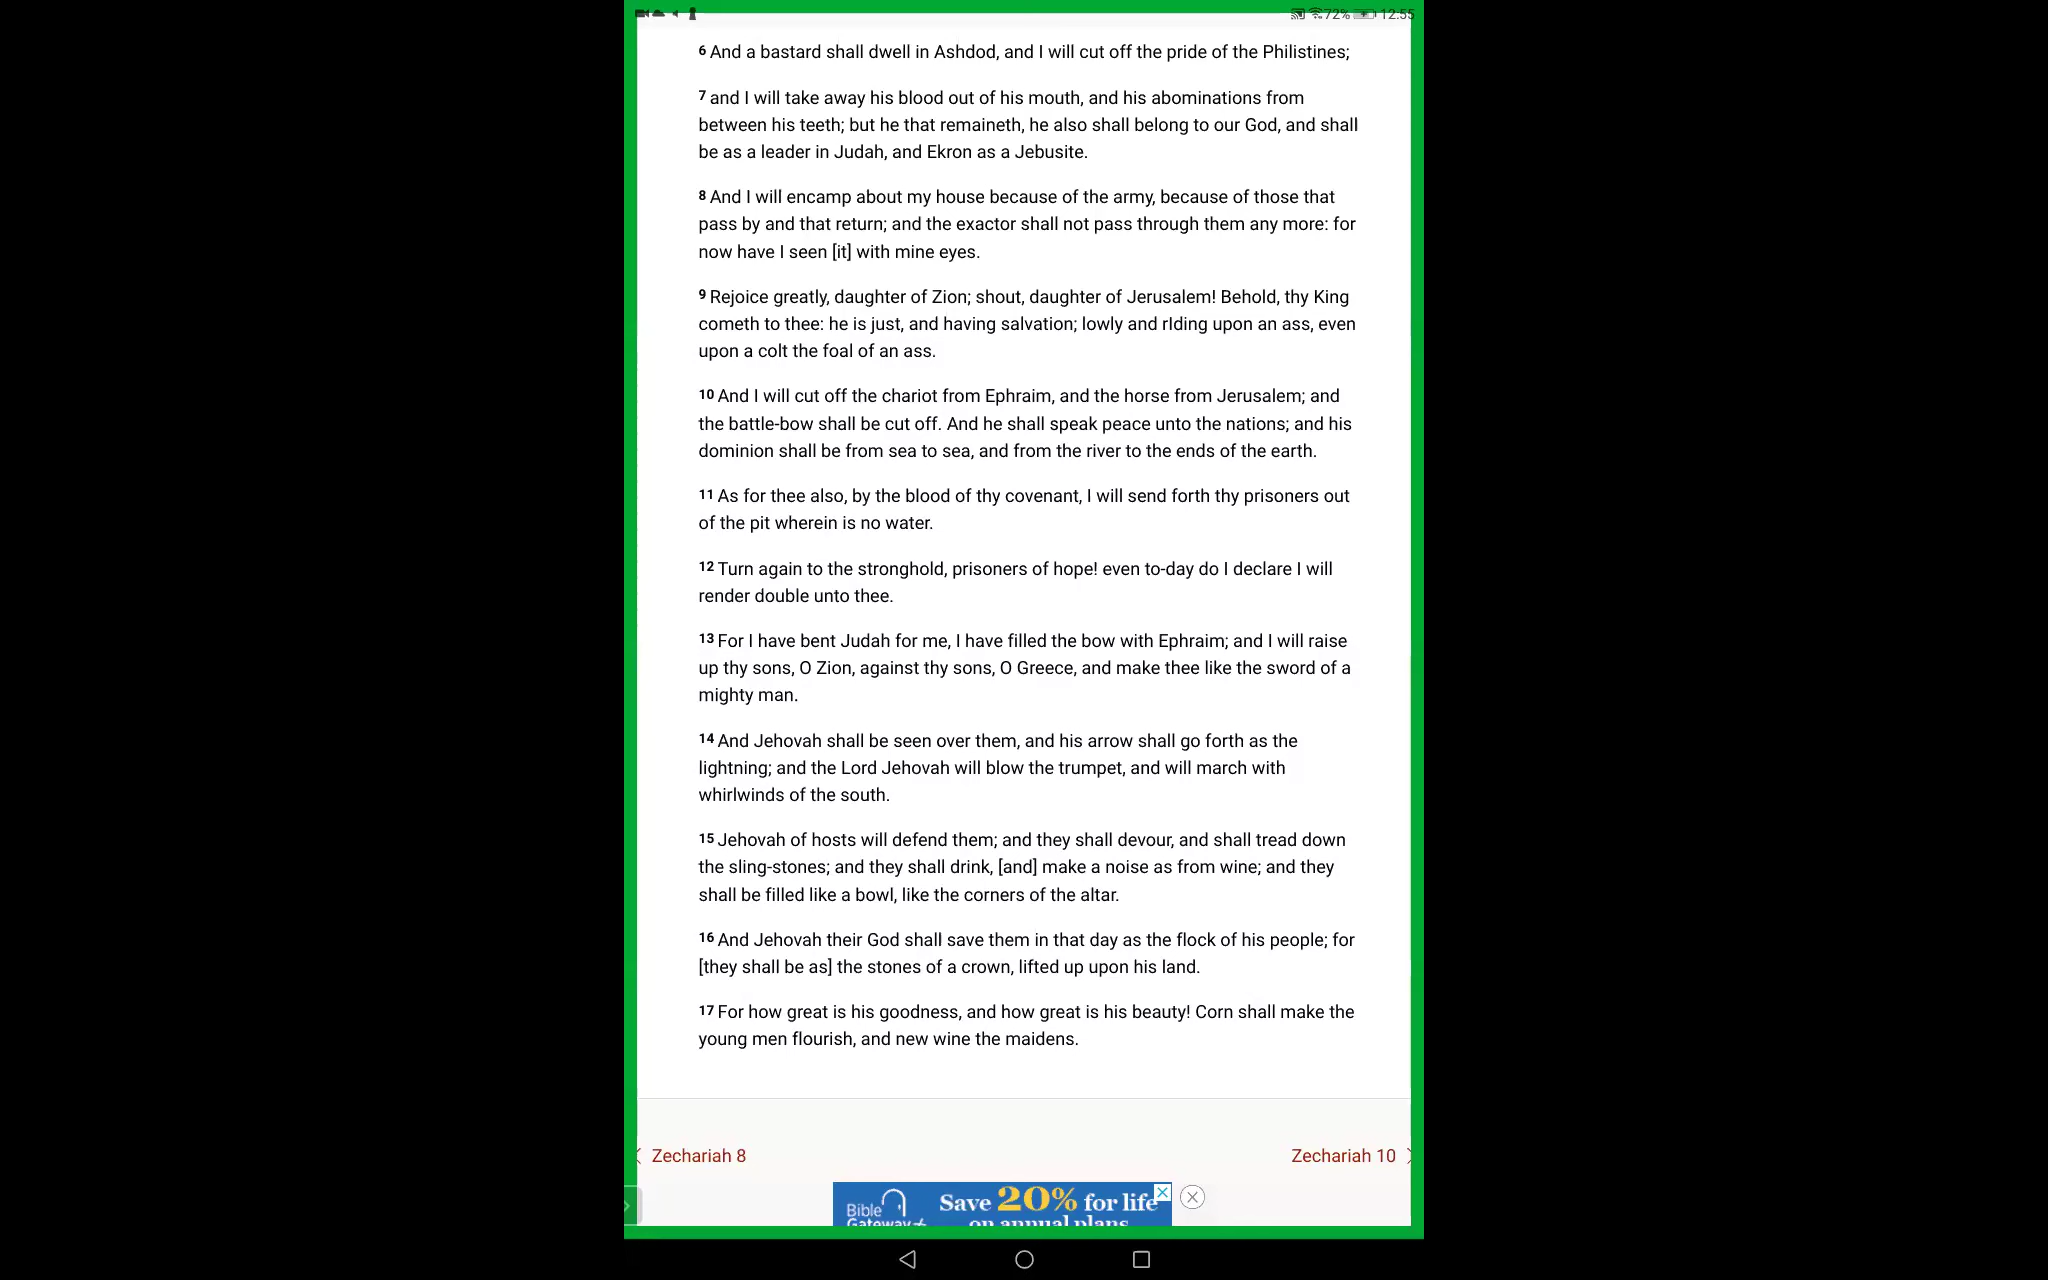 72% 12:55
6 And a bastard shall dwell in Ashdod, and I will cut off the pride of the Philistines;
7 and I will take away his blood out of his mouth, and his abominations from
between his teeth; but he that remaineth, he also shall belong to our God, and shall
be as a leader in Judah, and Ekron as a Jebusite.
8 And I will encamp about my house because of the army, because of those that
pass by and that return; and the exactor shall not pass through them any more: for
now have I seen [it] with mine eyes.
9 Rejoice greatly, daughter of Zion; shout, daughter of Jerusalem! Behold, thy King
cometh to thee: he is just, and having salvation; lowly and rIding upon an ass, even
upon a colt the foal of an ass.
10 And I will cut off the chariot from Ephraim, and the horse from Jerusalem; and
the battle-bow shall be cut off. And he shall speak peace unto the nations; and his
dominion shall be from sea to sea, and from the river to the ends of the earth.
11 As for thee also, by the blood of thy covenant, I will send forth thy prisoners out
of the pit wherein is no water.
12 Turn again to the stronghold, prisoners of hope! even to-day do I declare I will
render double unto thee.
13 For I have bent Judah for me, I have filled the bow with Ephraim; and I will raise
up thy sons, O Zion, against thy sons, O Greece, and make thee like the sword of a
mighty man.
14 And Jehovah shall be seen over them, and his arrow shall go forth as the
lightning; and the Lord Jehovah will blow the trumpet, and will march with
whirlwinds of the south.
15 Jehovah of hosts will defend them; and they shall devour, and shall tread down
the sling-stones; and they shall drink, [and] make a noise as from wine; and they
shall be filled like a bowl, like the corners of the altar.
16 And Jehovah their God shall save them in that day as the flock of his people; for
[they shall be as] the stones of a crown, lifted up upon his land.
17 For how great is his goodness, and how great is his beauty! Corn shall make the
young men flourish, and new wine the maidens.
Zechariah 8
Zechariah 10
Bible
Gateway+
Save 20% for life
on annual plans